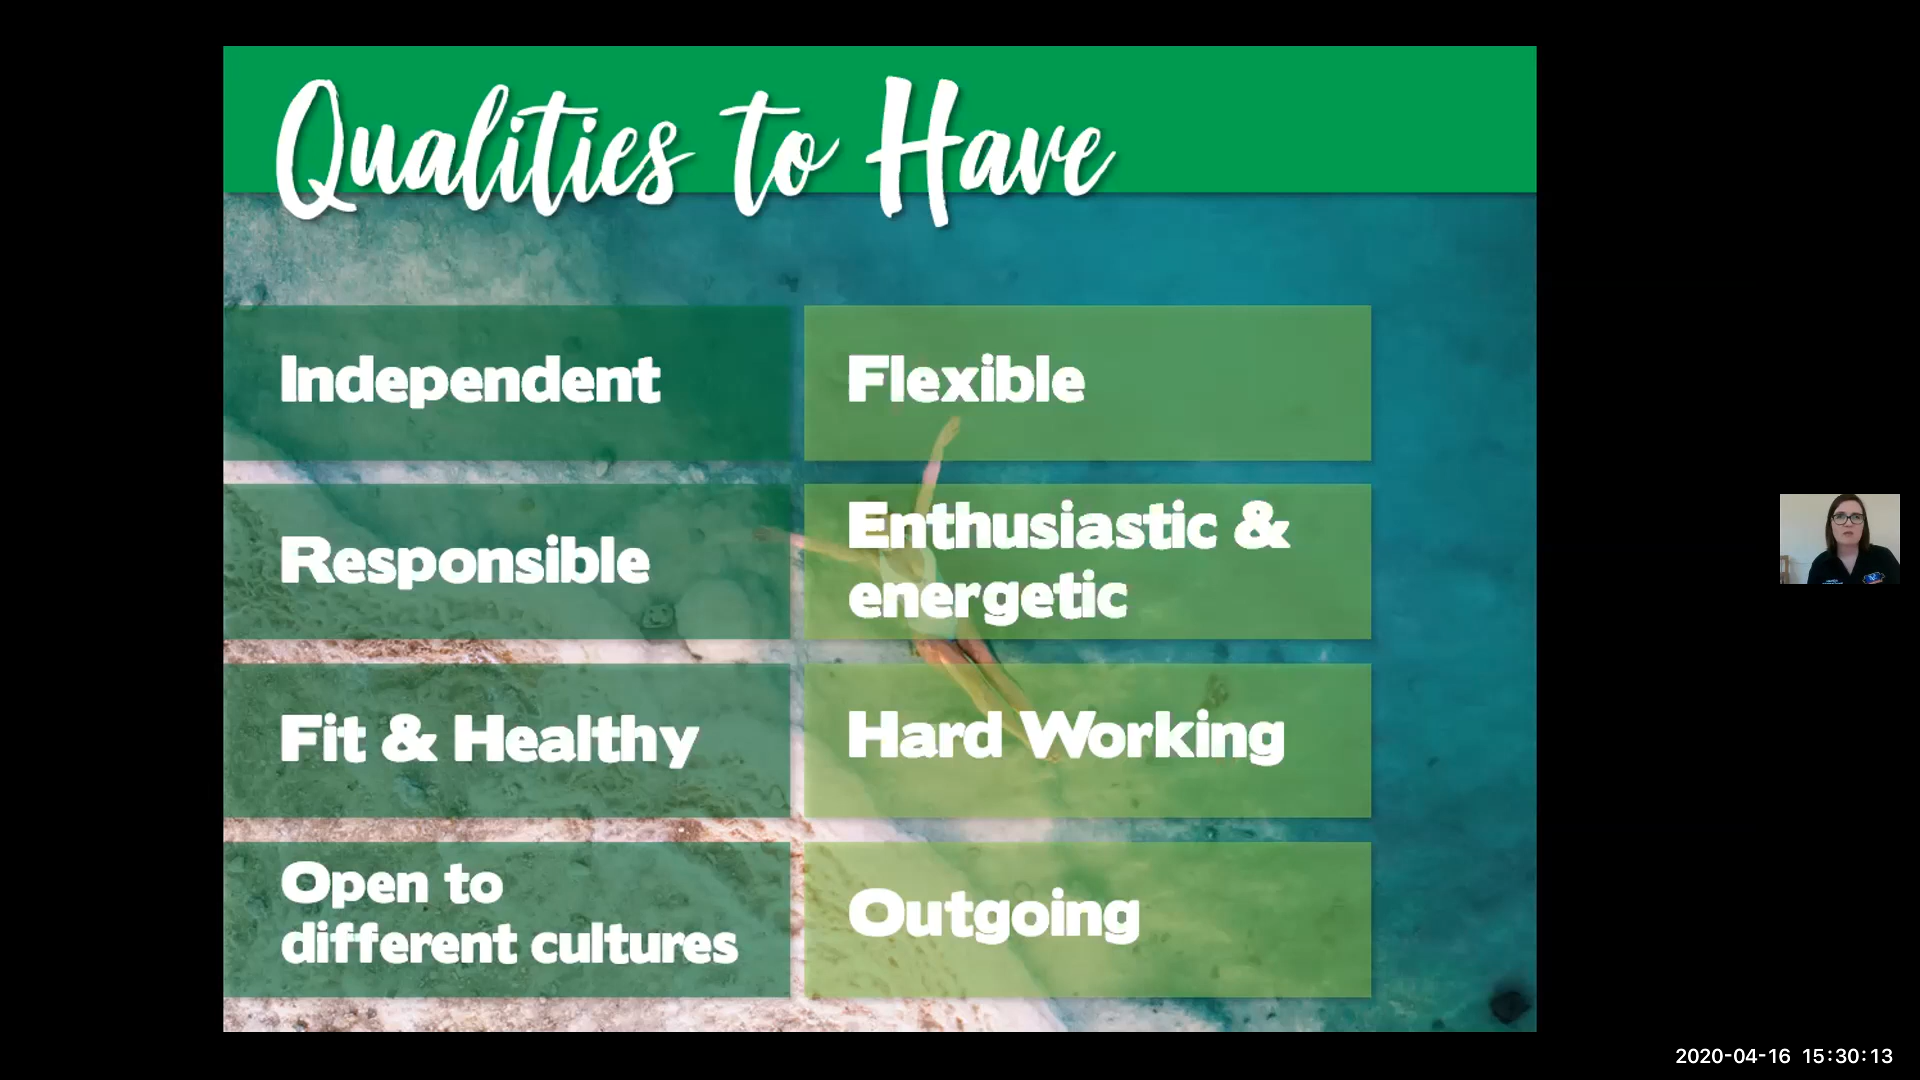 Qualities to Have
Independent
Flexible
Responsible
Enthusiastic &
energetic
Fit & Healthy
Hard Working
Open to
different cultures
Outgoing
2020-04-16 15:30:13